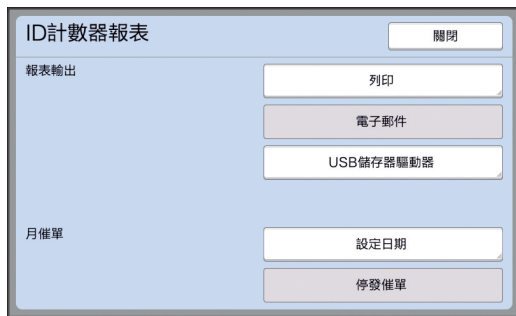 ID計數器報表
關閉
報表輸出
列印
電子郵件
USB儲存器驅動器
月催單
設定日期
停發催單